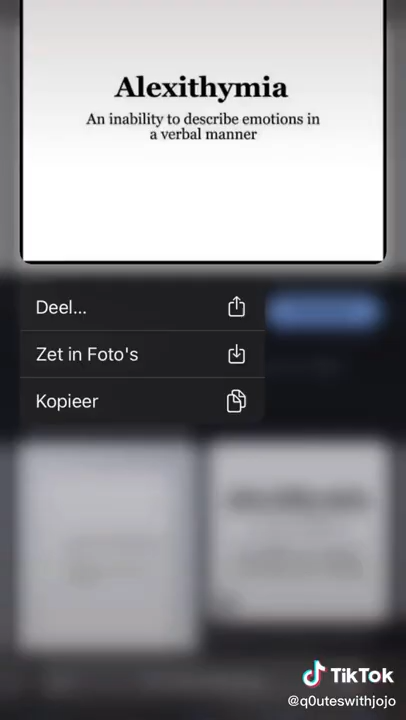 Alexithymia
An inability to describe emotions in
a verbal manner
Deel...
Zet in Foto's
Kopieer
TikTok
@q0uteswithjojo